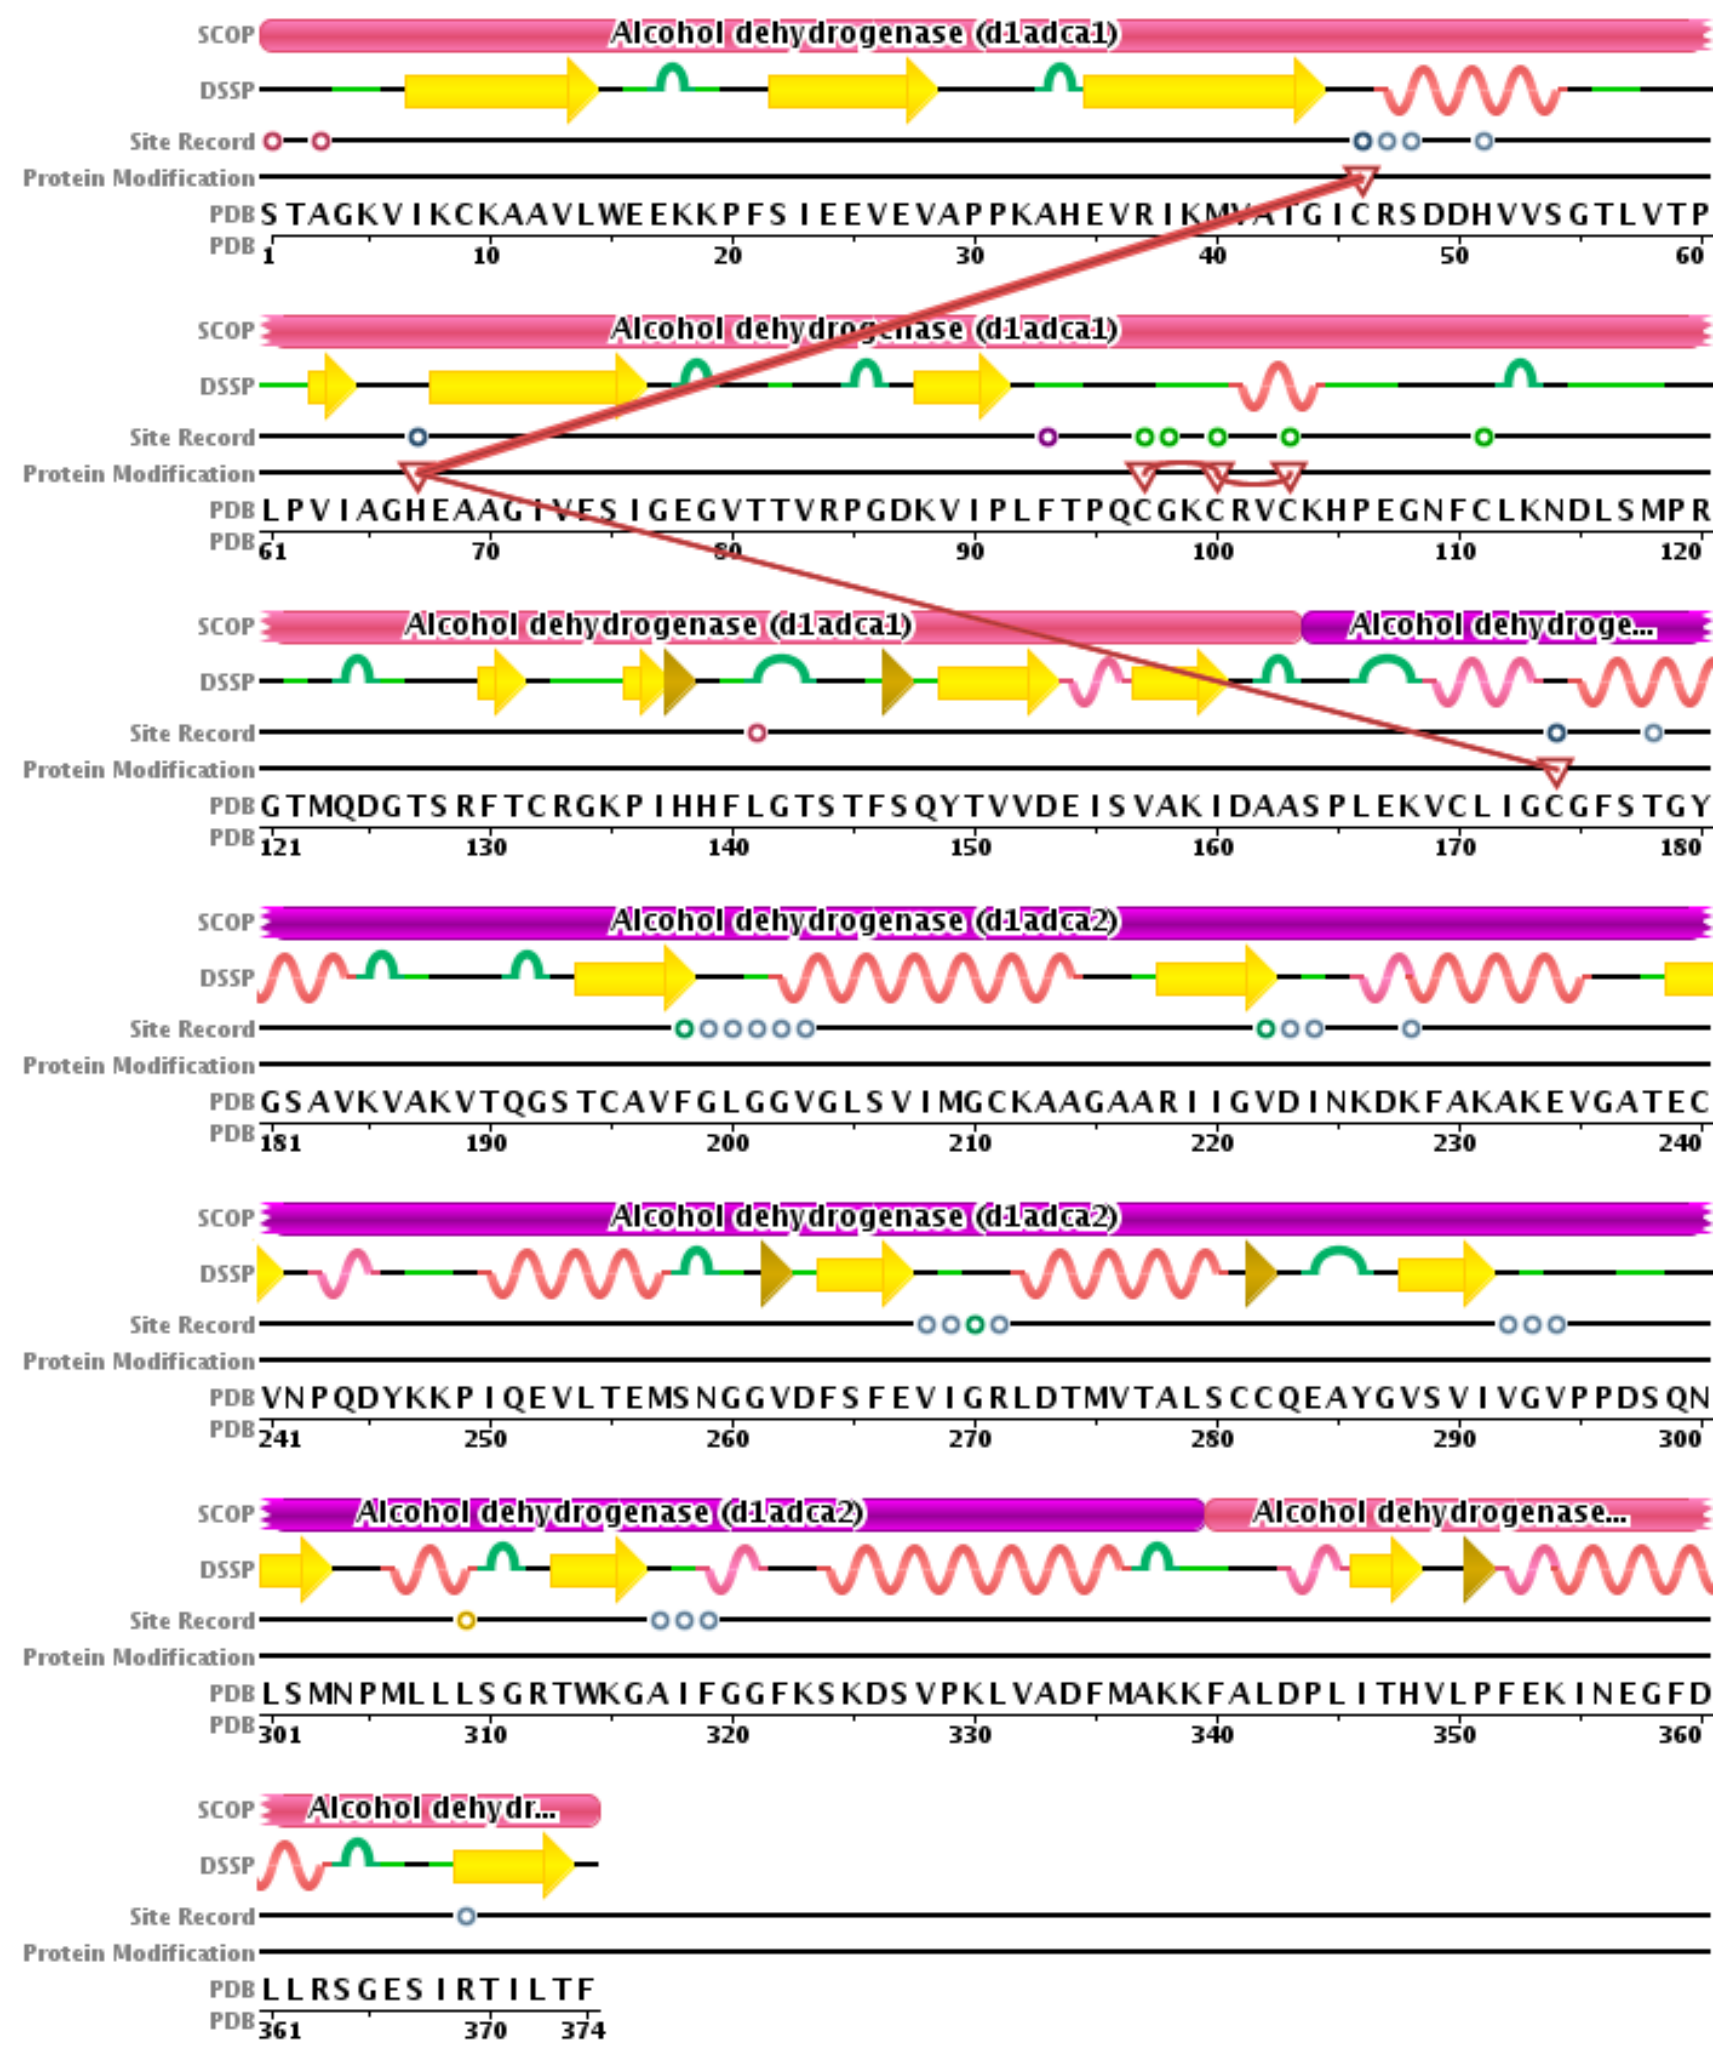 SCOP Alcohol dehydrogenase (d1adca1)
DSSP
Site Record
Protein Modification
PDB STAGKVIKCKAAVLWEEKKPFSIEEVEVAPPKAHEVRIKMVATGICRSDDHVVSGTLVTP
PDB 1 10 20 30 40 50 60
SCOP Alcohol dehydrogenase (d1adca1)
DSSP
Site Record
Protein Modification
PDB LPVIAGHEAAGIVESIGEGVTTVRPGDKVIPLFTPQCGKCRVCKHPEGNFCLKNDLSMPR
PDB 61 70 80 90 100 110 120
SCOP Alcohol dehydrogenase (d1adca1) Alcohol dehydroge...
DSSP
Site Record
Protein Modification
PDB GTMQDGTSRFTCRGKPIHHFLGTSTFSQYTVVDEISVAKIDAASPLEKVCLIGCGFSTGY
PDB 121 130 140 150 160 170 180
SCOP Alcohol dehydrogenase (d1adca2)
DSSP
Site Record
Protein Modification
PDB GSAVKVAKVTQGSTCAVFGLGGVGLSVIMGCKAAGAARIIGVDINKDKFAKAKEVGATEC
PDB 181 190 200 210 220 230 240
SCOP Alcohol dehydrogenase (d1adca2)
DSSP
Site Record
Protein Modification
PDB VNPQDYKKPIQEVLTEMSNGGVDFSFEVIGRLDTMVTALSCCQEAYGVSVIVGVPPDSQN
PDB 241 250 260 270 280 290 300
SCOP Alcohol dehydrogenase (d1adca2) Alcohol dehydrogenase...
DSSP
Site Record
Protein Modification
PDB LSMNPMLLLSGRTWKGAIFGGFKSKDSVPKLVADFMAKKFALDPLITHVLPFEKINEGFD
PDB 301 310 320 330 340 350 360
SCOP Alcohol dehydr...
DSSP
Site Record
Protein Modification
PDB LLRSGESIRTILTF
PDB 361 370 374